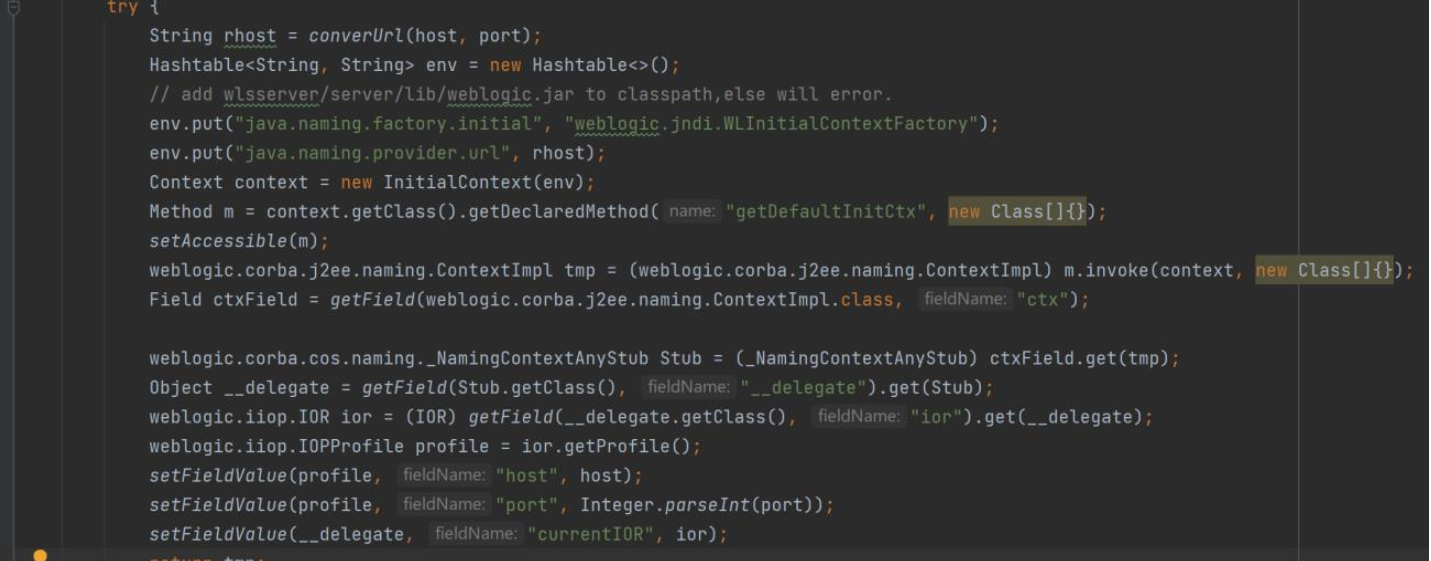 try {
String rhost = converUrl(host, port);
Hashtable<String, String> env = new Hashtable<>();
// add wlsserver/server/lib/weblogic.jar to classpath,else will error.
env.put("java.naming.factory.initial", "weblogic.jndi.WLInitialContextFactory");
env.put("java.naming.provider.url", rhost);
Context context = new InitialContext(env);
Method m = context.getClass().getDeclaredMethod( name: "getDefaultInitCtx", new Class[]{});
setAccessible(m);
weblogic.corba.j2ee.naming.ContextImpl tmp = (weblogic.corba.j2ee.naming.ContextImpl) m.invoke(context, new Class[]{});
Field ctxField = getField(weblogic.corba.j2ee.naming.ContextImpl.class, fieldName: "ctx");
weblogic.corba.cos.naming._NamingContextAnyStub Stub = (_NamingContextAnyStub) ctxField.get(tmp);
Object __delegate = getField(Stub.getClass(), fieldName: "__delegate").get(Stub);
weblogic.iiop.IOR ior = (IOR) getField(__delegate.getClass(), fieldName: "ior").get(__delegate);
weblogic.iiop.IOPProfile profile = ior.getProfile();
setFieldValue(profile, fieldName: "host", host);
setFieldValue(profile, fieldName: "port", Integer.parseInt(port));
setFieldValue(__delegate, fieldName: "currentIOR", ior);
return tmp;